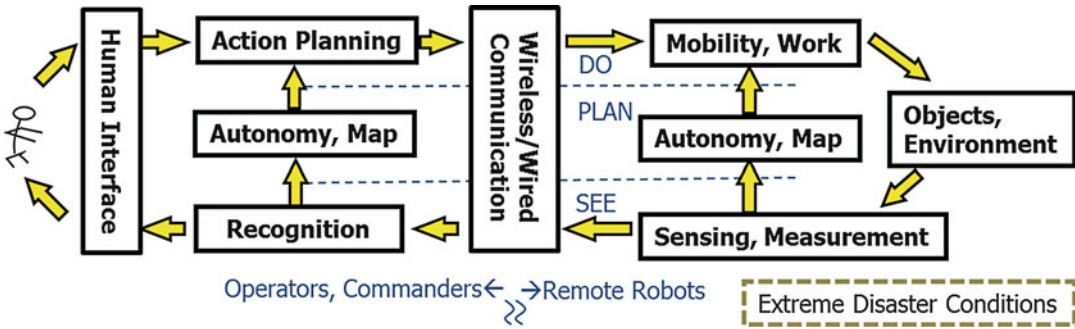 Human Interface
Action Planning
Autonomy, Map
Recognition
Wireless/Wired
Communication
DO
PLAN
SEE
Mobility, Work
Autonomy, Map
Sensing, Measurement
Objects,
Environment
Operators, Commanders
Remote Robots
Extreme Disaster Conditions